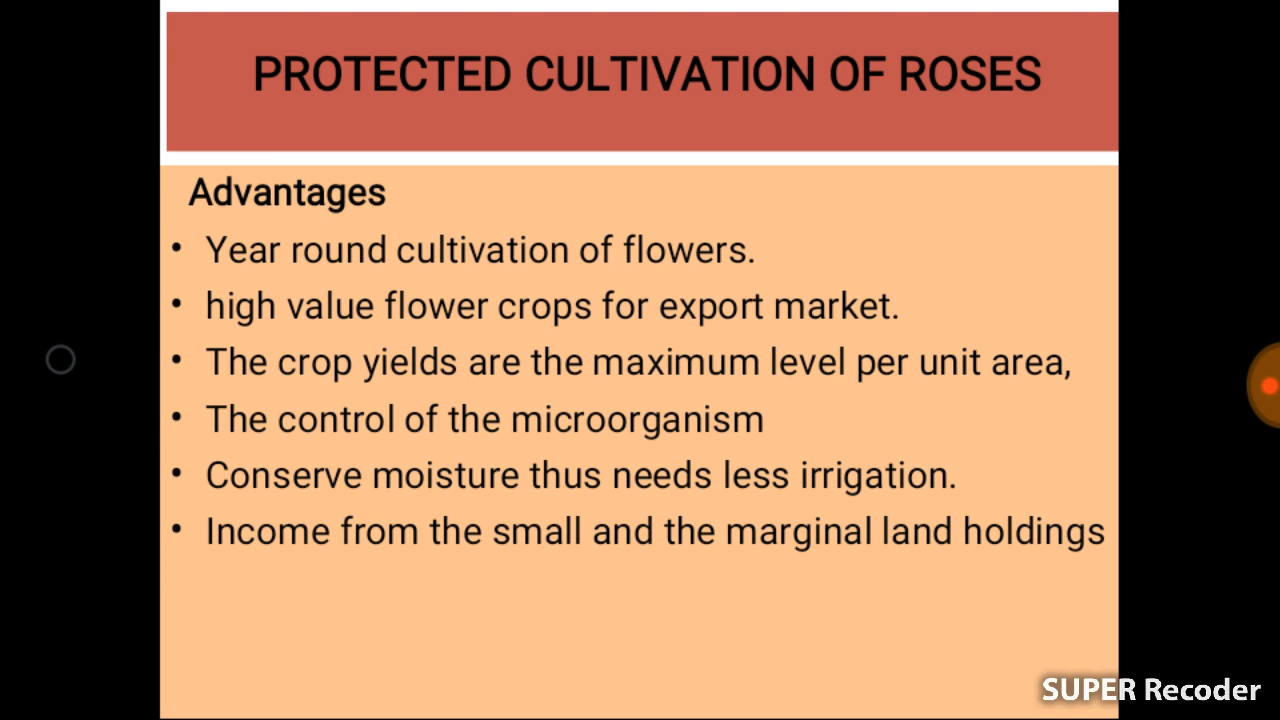 PROTECTED CULTIVATION OF ROSES
Advantages
• Year round cultivation of flowers.
• high value flower crops for export market.
• The crop yields are the maximum level per unit area,
• The control of the microorganism
• Conserve moisture thus needs less irrigation.
• Income from the small and the marginal land holdings
SUPER Recoder